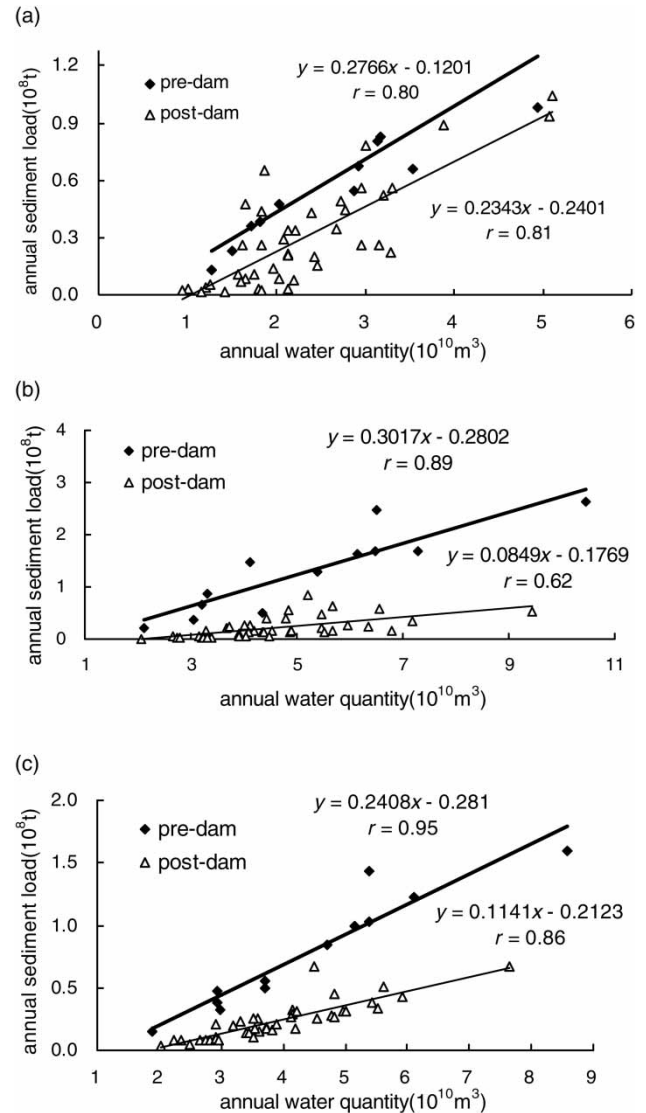 (a)
annual sediment load(10⁸t)
1.2
0.9
0.6
0.3
0.0
pre-dam
post-dam
y = 0.2766x - 0.1201
r = 0.80
y = 0.2343x - 0.2401
r = 0.81
0 1 2 3 4 5 6
annual water quantity(10¹⁰m³)
(b)
annual sediment load(10⁸t)
4
3
2
1
0
pre-dam
post-dam
y = 0.3017x - 0.2802
r = 0.89
y = 0.0849x - 0.1769
r = 0.62
1 3 5 7 9 11
annual water quantity(10¹⁰m³)
(c)
annual sediment load(10⁸t)
2.0
1.5
1.0
0.5
0.0
pre-dam
post-dam
y = 0.2408x - 0.281
r = 0.95
y = 0.1141x - 0.2123
r = 0.86
1 2 3 4 5 6 7 8 9
annual water quantity(10¹⁰m³)